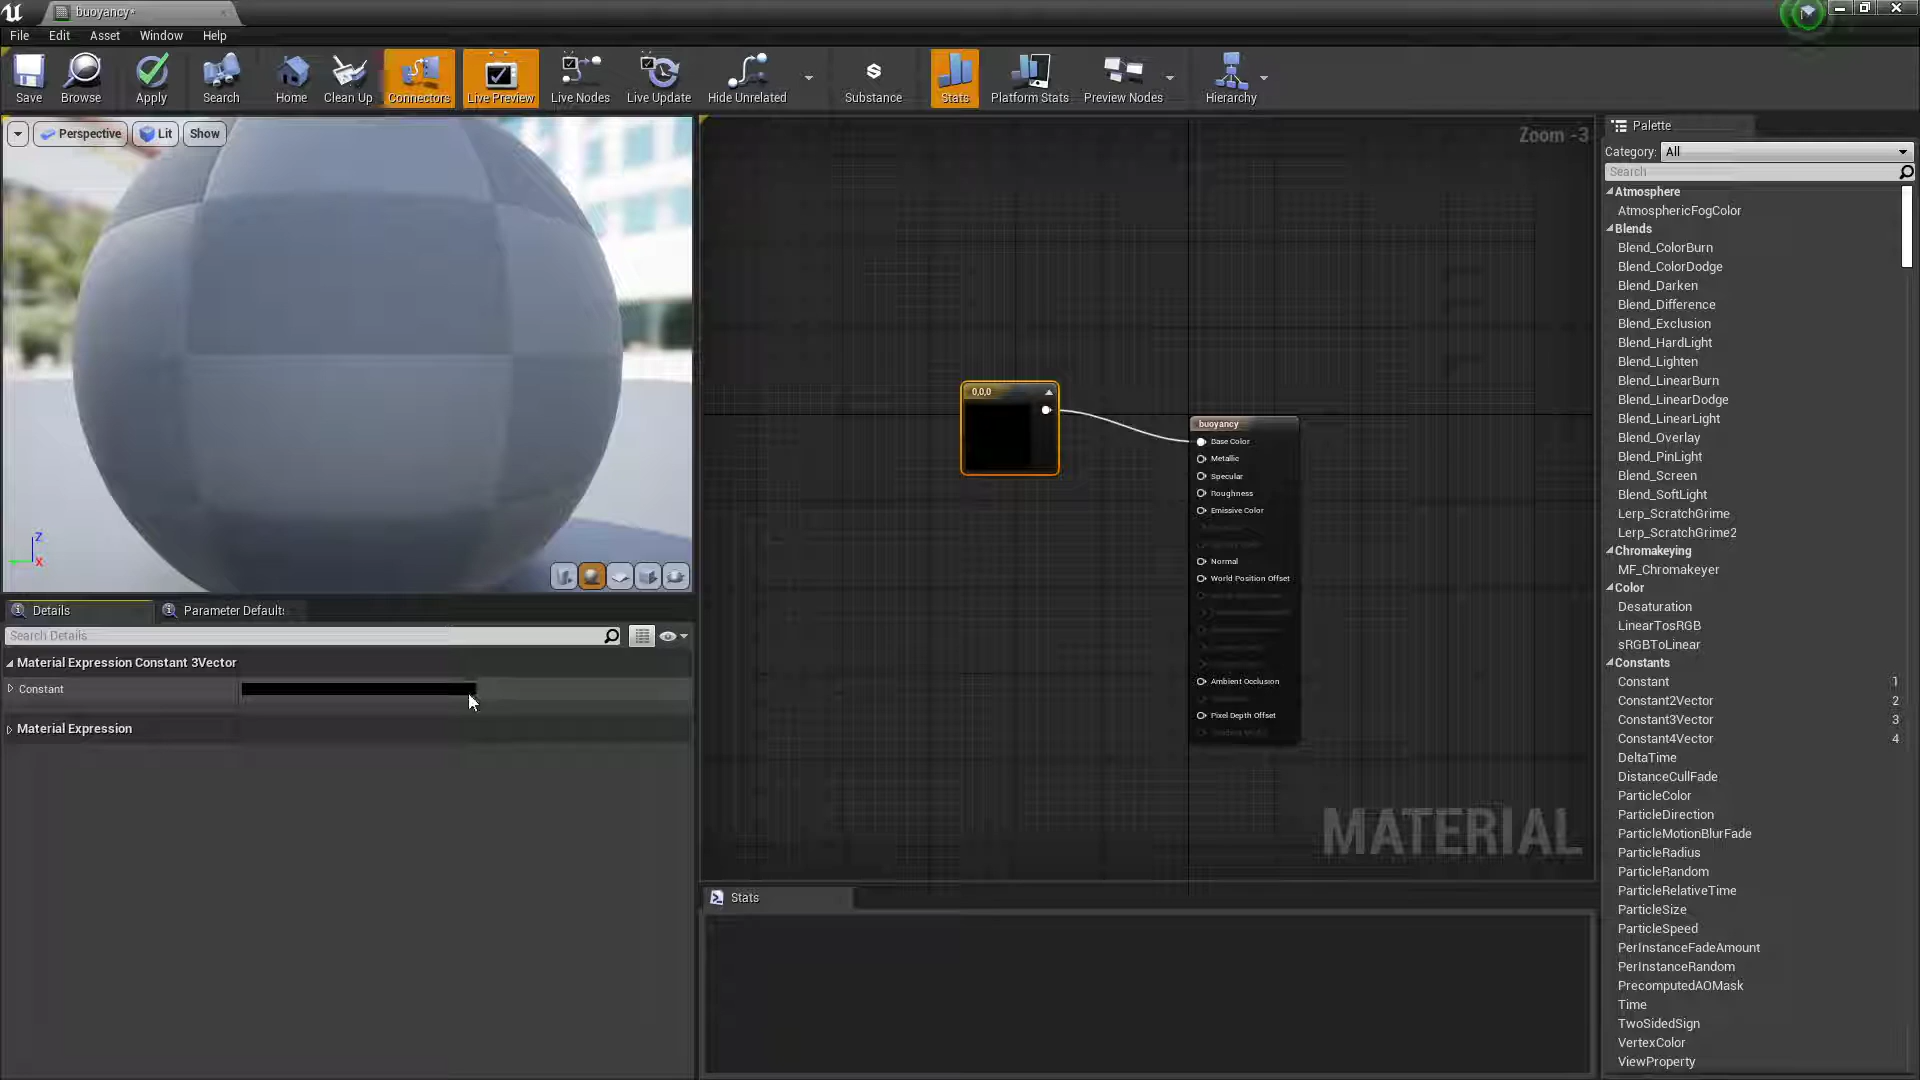 buoyancy*
File Edit Asset Window Help
Save Browse Apply Search Home Clean Up Connectors Live Preview Live Nodes Live Update Hide Unrelated Substance Stats Platform Stats Preview Nodes Hierarchy
Perspective Lit Show
Z
X
Details Parameter Defaults
Search Details
Material Expression Constant 3Vector
Constant
Material Expression
Zoom -3
0,0,0
buoyancy
Base Color
Metallic
Specular
Roughness
Emissive Color
Normal
World Position Offset
Ambient Occlusion
Pixel Depth Offset
MATERIAL
Stats
Palette
Category: All
Search
Atmosphere
AtmosphericFogColor
Blends
Blend_ColorBurn
Blend_ColorDodge
Blend_Darken
Blend_Difference
Blend_Exclusion
Blend_HardLight
Blend_Lighten
Blend_LinearBurn
Blend_LinearDodge
Blend_LinearLight
Blend_Overlay
Blend_PinLight
Blend_Screen
Blend_SoftLight
Lerp_ScratchGrime
Lerp_ScratchGrime2
Chromakeying
MF_Chromakeyer
Color
Desaturation
LinearTosRGB
sRGBToLinear
Constants
Constant 1
Constant2Vector 2
Constant3Vector 3
Constant4Vector 4
DeltaTime
DistanceCullFade
ParticleColor
ParticleDirection
ParticleMotionBlurFade
ParticleRadius
ParticleRandom
ParticleRelativeTime
ParticleSize
ParticleSpeed
PerInstanceFadeAmount
PerInstanceRandom
PrecomputedAOMask
Time
TwoSidedSign
VertexColor
ViewProperty